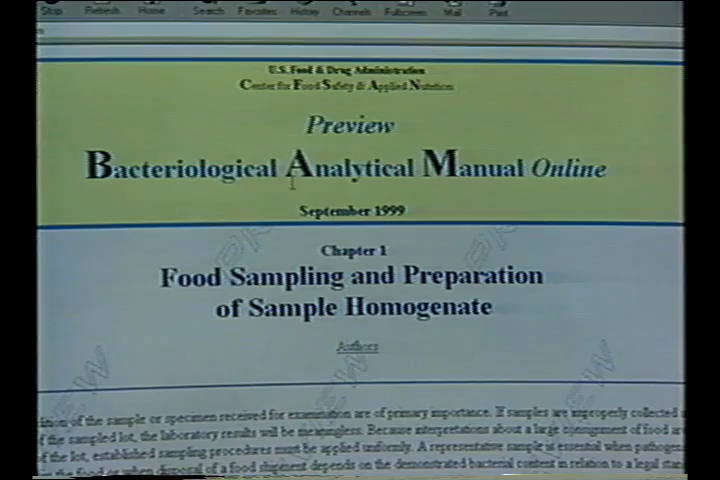 Stop Refresh Home Search Favorites History Channels Fullscreen Mail Print
U.S. Food & Drug Administration
Center for Food Safety & Applied Nutrition
Preview
Bacteriological Analytical Manual Online
September 1999
Chapter 1
Food Sampling and Preparation
of Sample Homogenate
Authors
of the sample or specimen received for examination are of primary importance. If samples are improperly collected
of the sampled lot, the laboratory results will be meaningless. Because interpretations about a large consignment of food are
of the lot, established sampling procedures must be applied uniformly. A representative sample is essential when pathogens
in the food or when disposal of a food shipment depends on the demonstrated bacterial content in relation to a legal